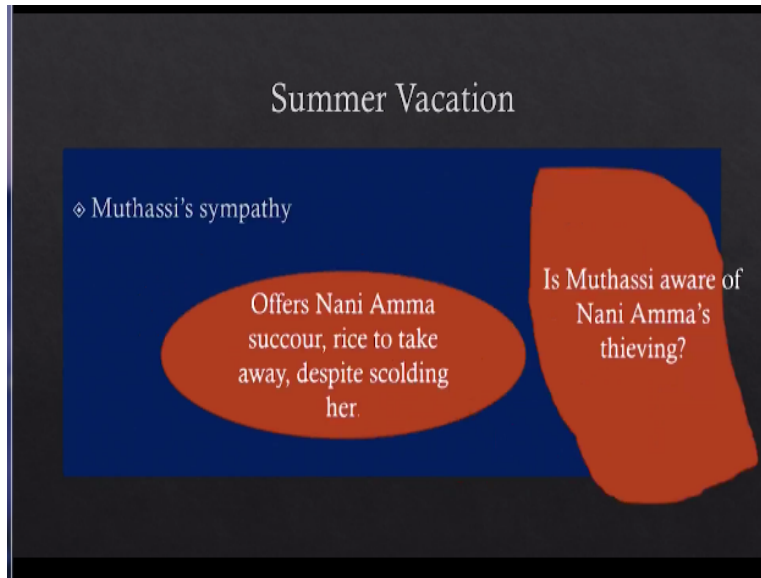 Summer Vacation
Muthassi's sympathy
Offers Nani Amma
succour, rice to take
away, despite scolding
her.
Is Muthassi aware of
Nani Amma's
thieving?